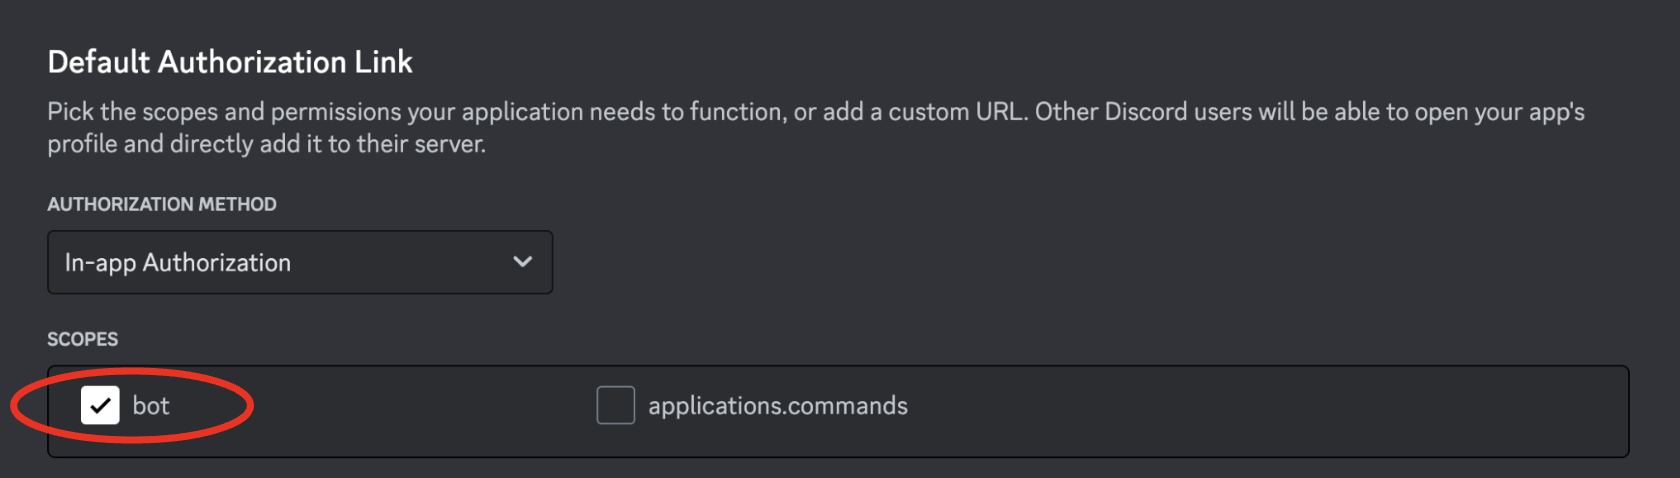 Default Authorization Link
Pick the scopes and permissions your application needs to function, or add a custom URL. Other Discord users will be able to open your app's
profile and directly add it to their server.
AUTHORIZATION METHOD
In-app Authorization
SCOPES
bot
applications.commands